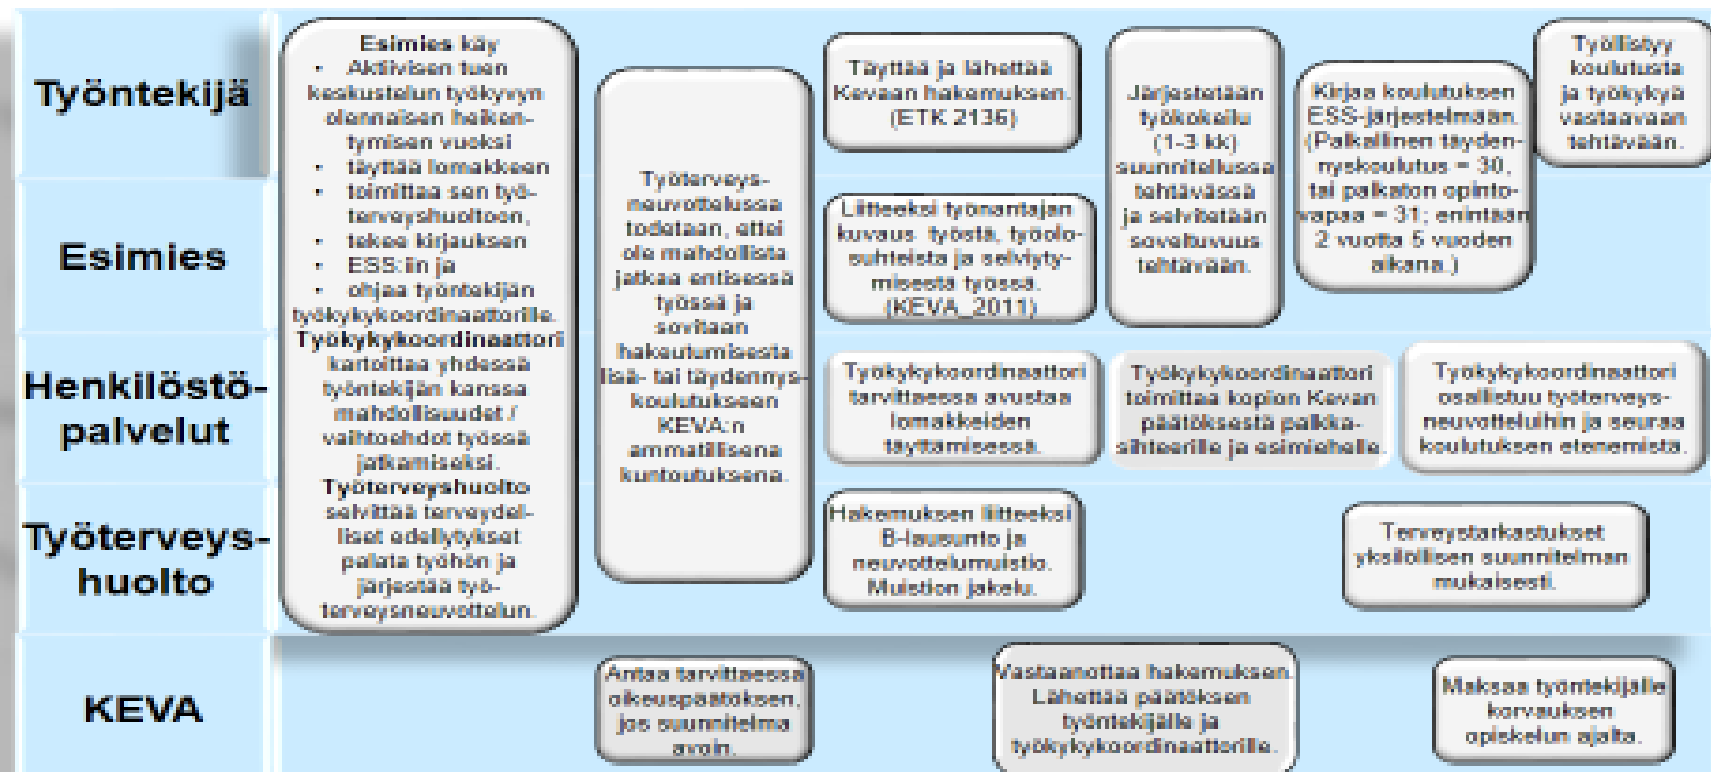 Työntekijä
Esimies
Henkilöstö-
palvelut
Työterveys-
huolto
KEVA
Esimies käy
• Aktiivisen tuen
keskustelun työkyvyn
olennaisen heiken-
tymisen vuoksi
• täyttää lomakkeen
• toimittaa sen työ-
terveyshuoltoon,
• tekee kirjauksen
• ESS:iin ja
• ohjaa työntekijän
työkykykoordinaattorille.
Työkykykoordinaattori
kartoittaa yhdessä
työntekijän kanssa
mahdollisuudet /
vaihtoehdot työssä
jatkamiseksi.
Työterveyshuolto
selvittää terveydel-
liset edellytykset
palata työhön ja
järjestää työ-
terveysneuvottelun.
Työterveys-
neuvottelussa
todetaan, ettei
ole mahdollista
jatkaa entisessä
työssä ja
sovitaan
hakeutumisesta
lisä- tai täydennys-
koulutukseen
KEVA:n
ammatillisena
kuntoutuksena.
Täyttää ja lähettää
Kevaan hakemuksen.
(ETK 2136)
Liitteeksi työnantajan
kuvaus työstä, työolo-
suhteista ja selviyty-
misestä työssä.
(KEVA_2011)
Työkykykoordinaattori
tarvittaessa avustaa
lomakkeiden
täyttämisessä.
Hakemuksen liitteeksi
B-lausunto ja
neuvottelumuistio.
Muistion jakelu.
Järjestetään
työkokeilu
(1-3 kk)
suunnitellussa
tehtävässä
ja selvitetään
soveltuvuus
tehtävään.
Työkykykoordinaattori
toimittaa kopion Kevan
päätöksestä palkka-
sihteerille ja esimiehelle.
Kirjaa koulutuksen
ESS-järjestelmään.
(Palkallinen täyden-
nyskoulutus = 30,
tai palkaton opinto-
vapaa = 31; enintään
2 vuotta 5 vuoden
aikana.)
Työllistyy
koulutusta
ja työkykyä
vastaavaan
tehtävään.
Työkykykoordinaattori
osallistuu työterveys-
neuvotteluihin ja seuraa
koulutuksen etenemistä.
Terveystarkastukset
yksilöllisen suunnitelman
mukaisesti.
Antaa tarvittaessa
oikeuspäätöksen,
jos suunnitelma
avoin.
Vastaanottaa hakemuksen.
Lähettää päätöksen
työntekijälle ja
työkykykoordinaattorille.
Maksaa työntekijälle
korvauksen
opiskelun ajalta.